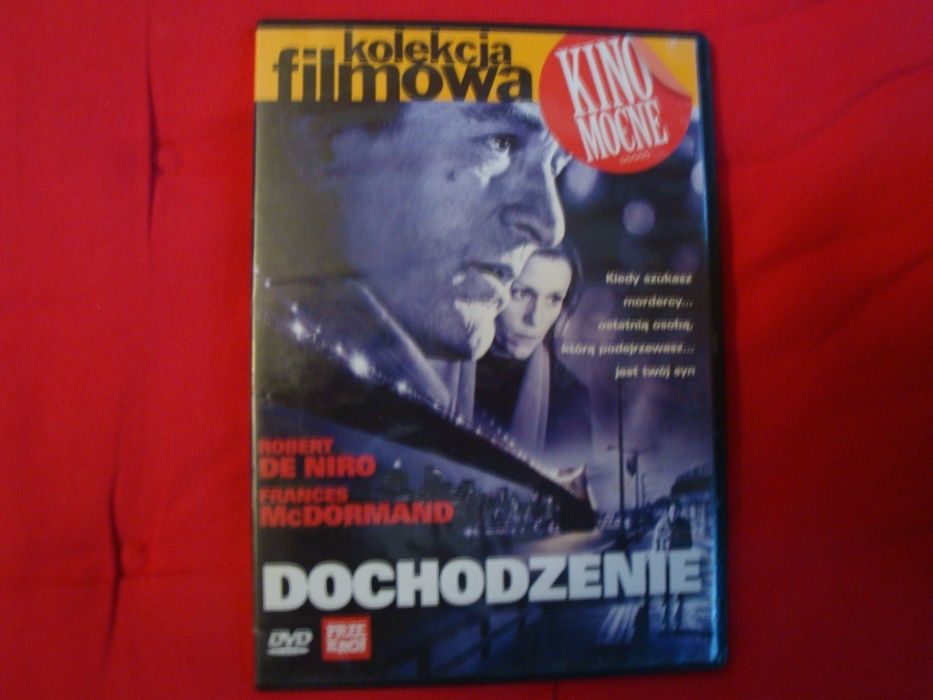 kolekcja
filmowa
KINO
MOCNE
Kiedy szukasz
mordercy...
ostatnią osobą,
którą podejrzewasz...
jest twój syn
ROBERT
DE NIRO
FRANCES
McDORMAND
DOCHODZENIE
DVD